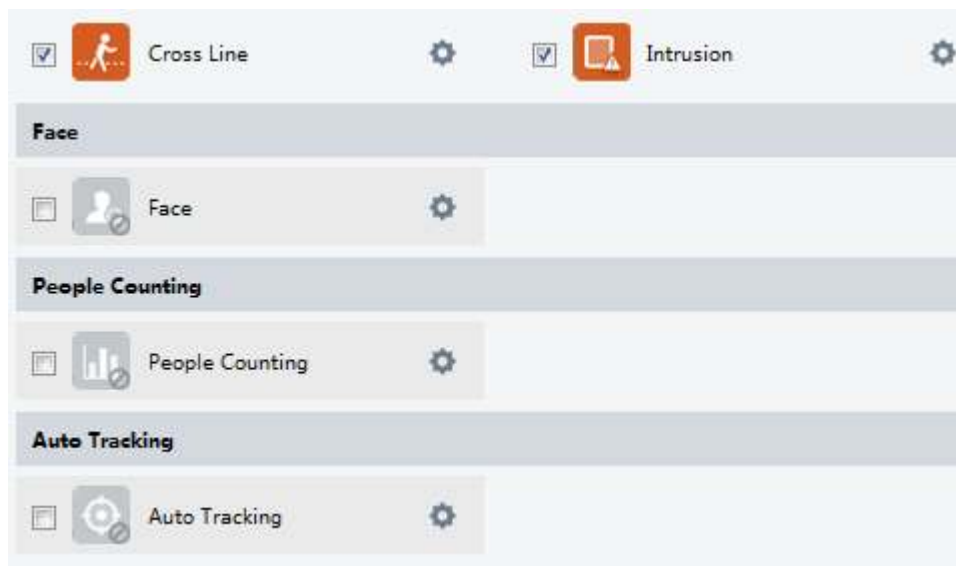 Cross Line Intrusion
Face
Face
People Counting
People Counting
Auto Tracking
Auto Tracking